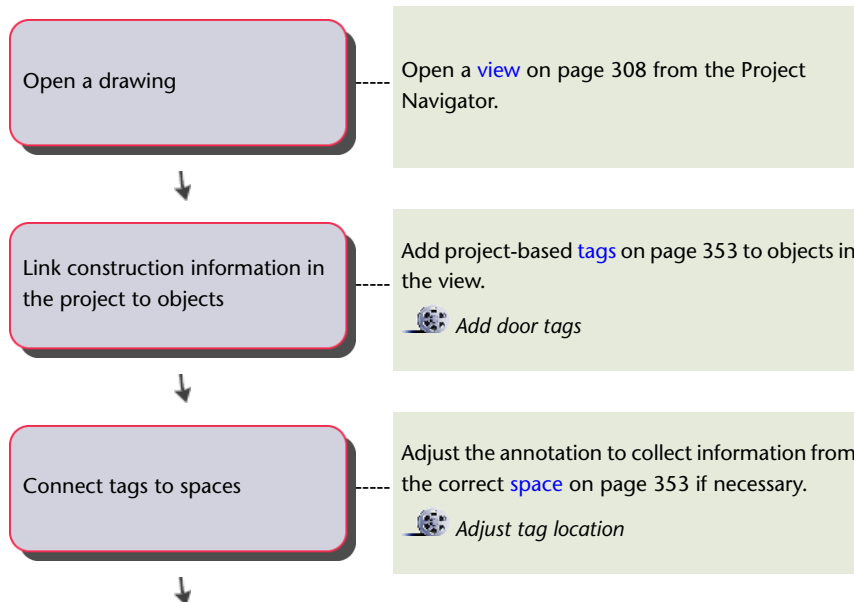 Open a drawing
Open a view on page 308 from the Project
Navigator.
Link construction information in
the project to objects
Add project-based tags on page 353 to objects in
the view.
Add door tags
Connect tags to spaces
Adjust the annotation to collect information from
the correct space on page 353 if necessary.
Adjust tag location